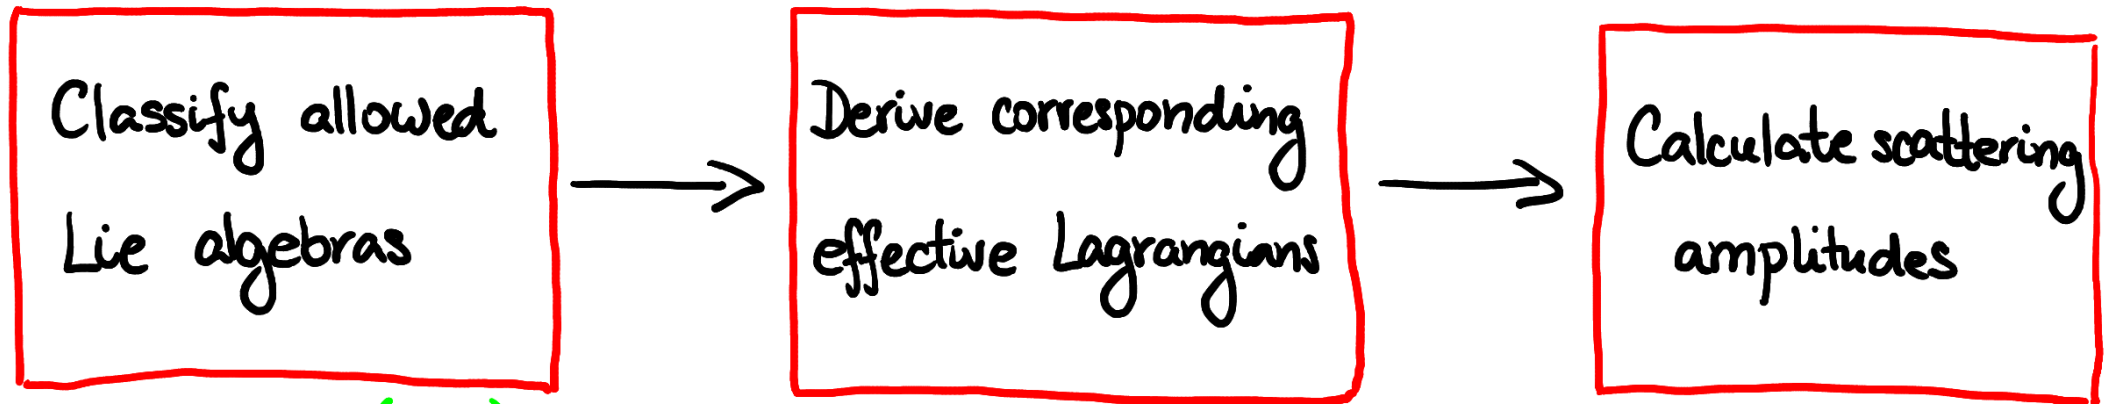 Classify allowed
Lie algebras
Derive corresponding
effective Lagrangians
Calculate scattering
amplitudes